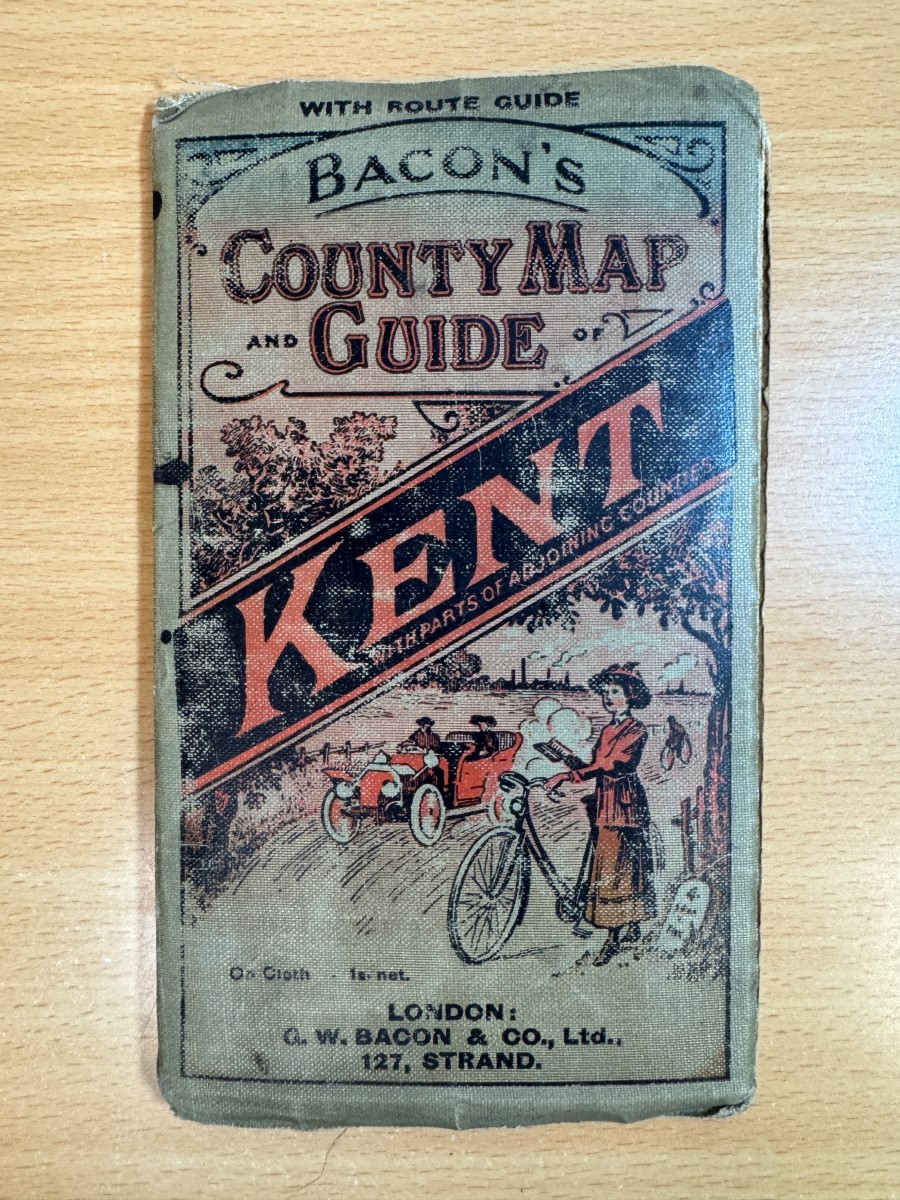 WITH ROUTE GUIDE
BACON'S
COUNTY MAP
AND GUIDE OF
KENT
WITH PARTS OF ADJOINING COUNTIES
On Cloth - 1s. net.
LONDON:
G. W. BACON & CO., Ltd.,
127, STRAND.